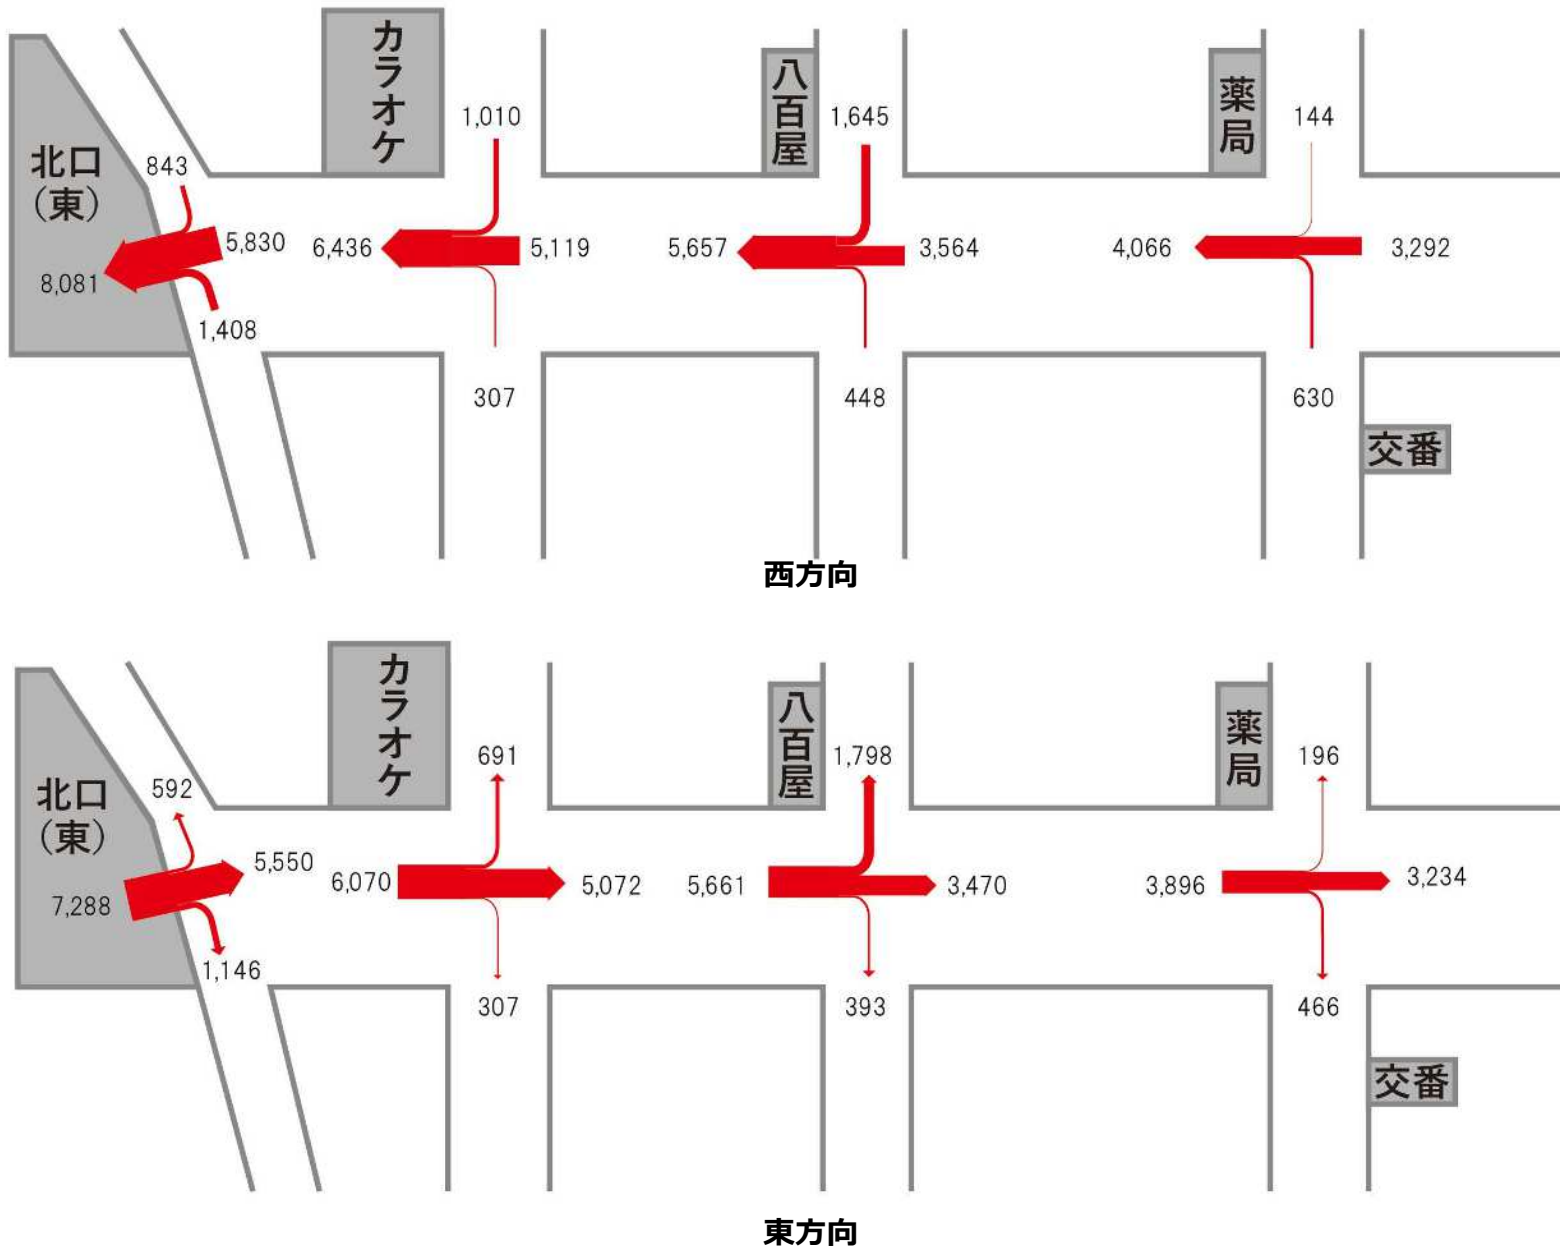 カラオケ
八百屋
薬局
1,010
1,645
144
北口
（東）
843
5,830
6,436
5,119
5,657
3,564
4,066
3,292
8,081
1,408
307
448
630
交番
西方向
カラオケ
八百屋
薬局
691
1,798
196
北口
（東）
592
5,550
6,070
5,072
5,661
3,470
3,896
3,234
7,288
1,146
307
393
466
交番
東方向